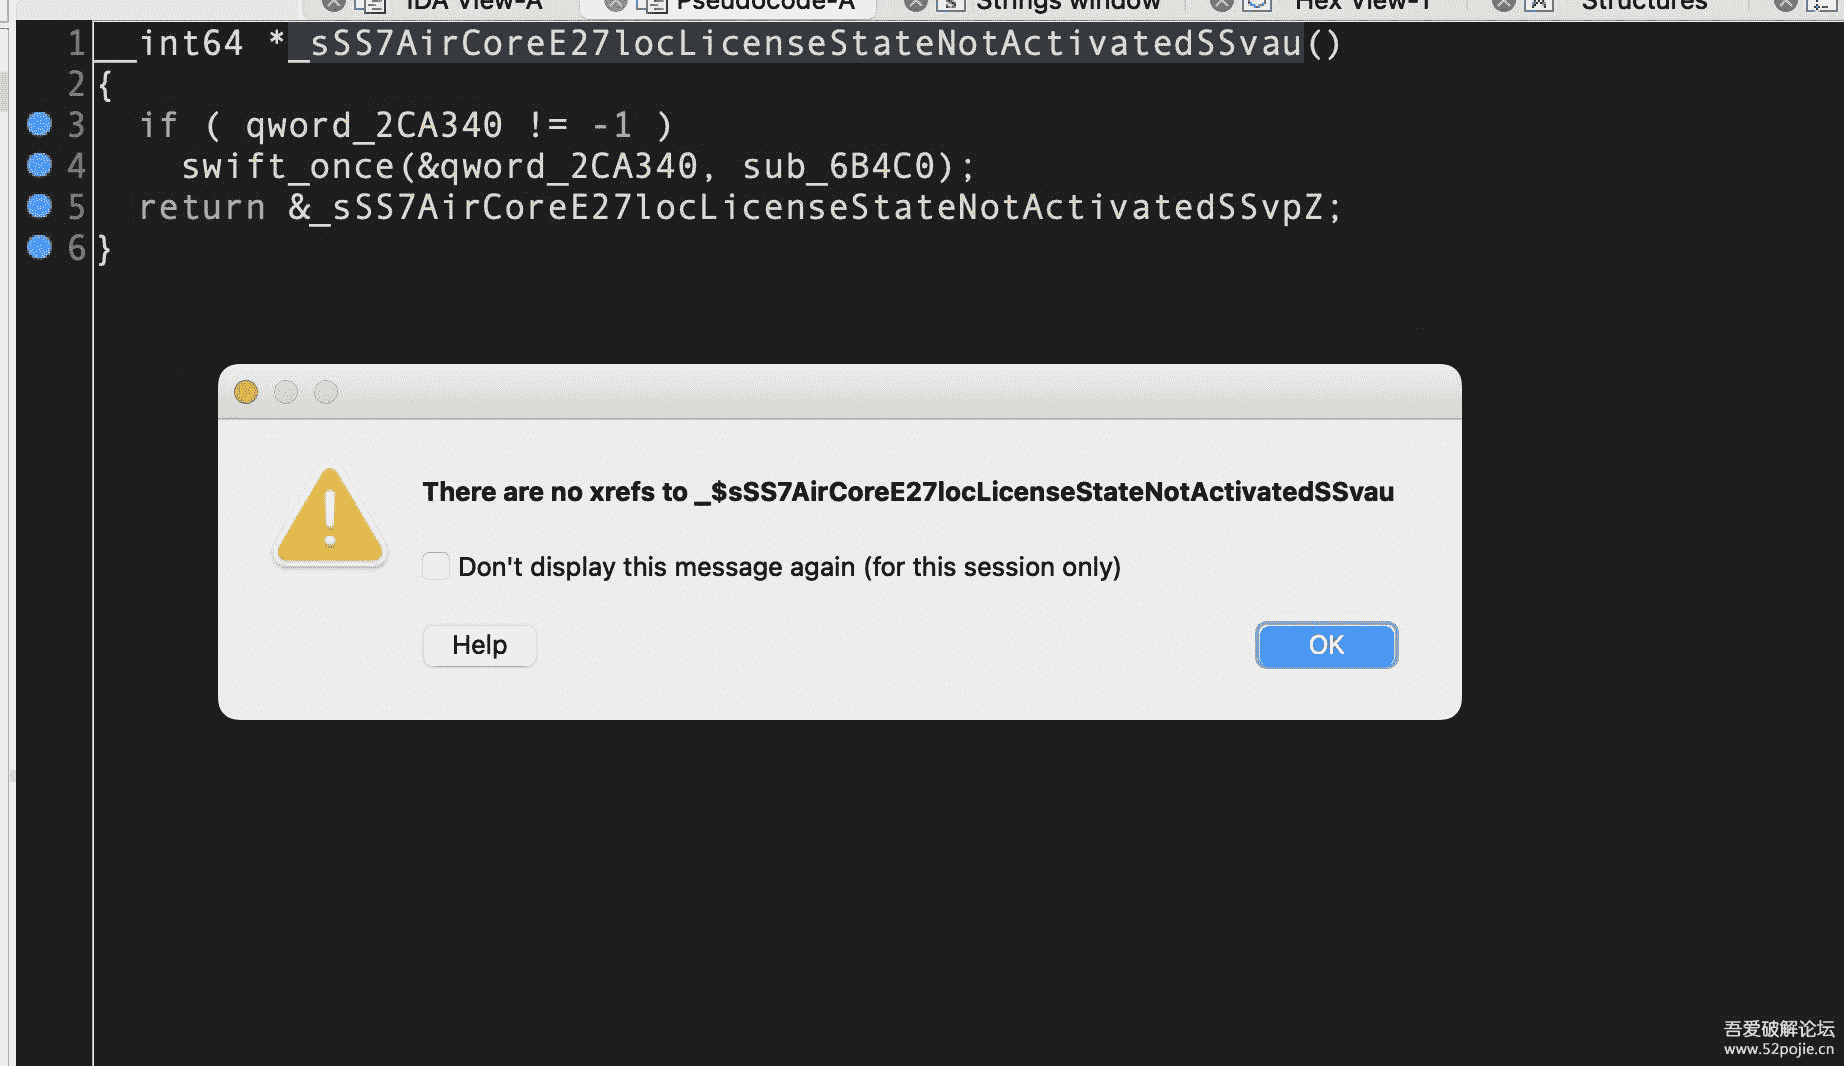 IDA View-A Pseudocode-A Strings window Hex View-1 Structures
1 __int64 *_sSS7AirCoreE27locLicenseStateNotActivatedSSvau()
2 {
3 if ( qword_2CA340 != -1 )
4 swift_once(&qword_2CA340, sub_6B4C0);
5 return &_sSS7AirCoreE27locLicenseStateNotActivatedSSvpZ;
6 }
There are no xrefs to _$sSS7AirCoreE27locLicenseStateNotActivatedSSvau
Don't display this message again (for this session only)
Help OK
吾爱破解论坛
www.52pojie.cn